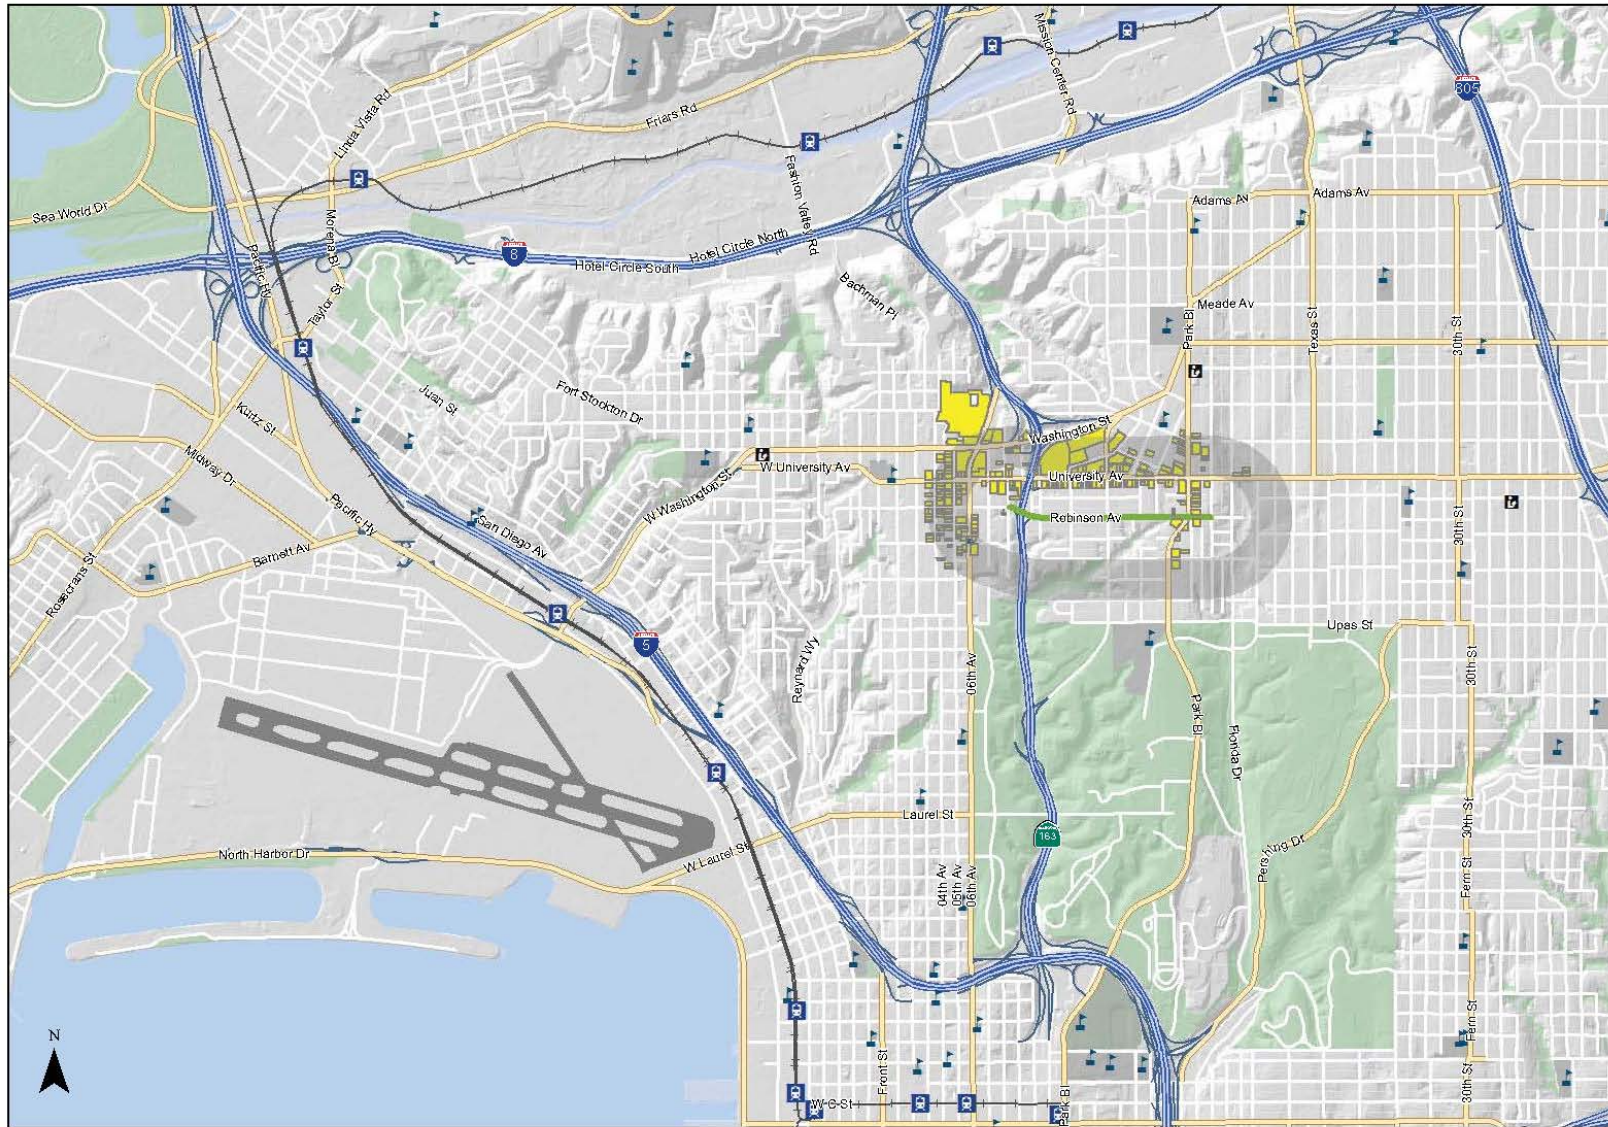 Mission Center Rd
Linda Vista Rd
Friars Rd
805
Fashion Valley Rd
Sea World Dr
Morena Bl
Adams Av
Adams Av
Pacific Hy
8
Hotel Circle North
Hotel Circle South
Bachman Pl
Taylor St
Meade Av
Park Bl
Texas St
30th St
Juan St
Fort Stockton Dr
Kurtz St
Washington St
Midway Dr
W University Av
University Av
W Washington St
Pacific Hy
San Diego Av
Robinson Av
30th St
Barnett Av
Rosecrans St
Upas St
5
Reynard Wy
06th Av
30th St
Park Bl
Florida Dr
Laurel St
163
30th St
North Harbor Dr
W Laurel St
Pershing Dr
04th Av
05th Av
06th Av
Fern St
N
Fern St
Front St
30th St
W C St
Park Bl